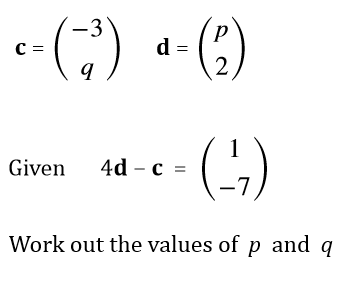 c = (−3 q) d = (p 2)
Given 4d – c = (1 −7)
Work out the values of p and q